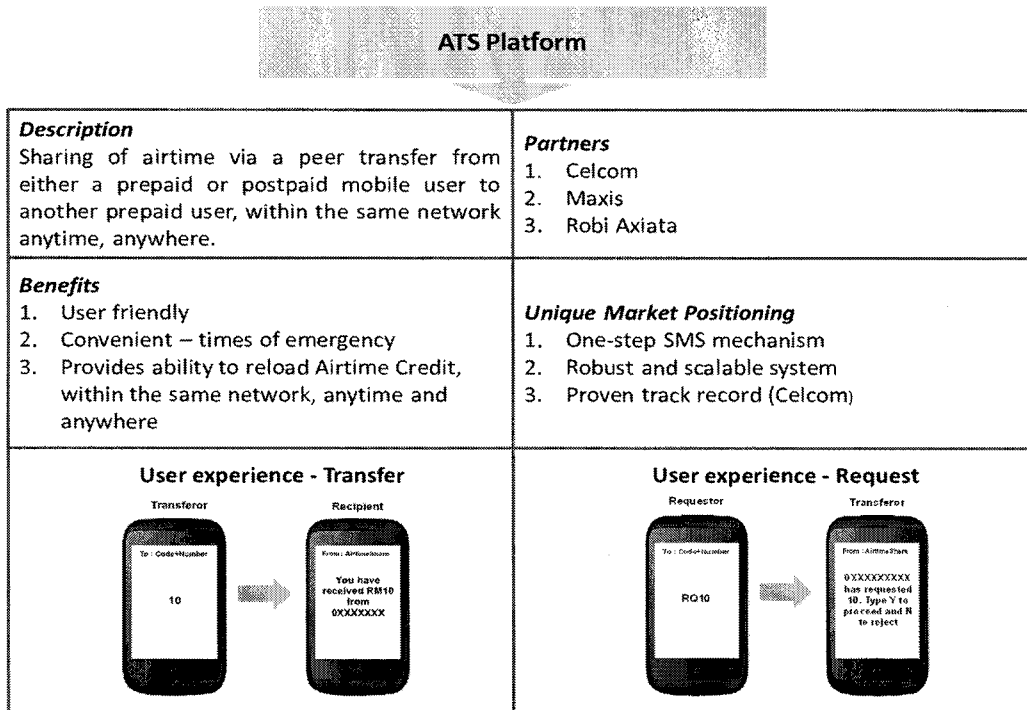 ATS Platform
Description
Sharing of airtime via a peer transfer from
either a prepaid or postpaid mobile user to
another prepaid user, within the same network
anytime, anywhere.
Partners
1. Celcom
2. Maxis
3. Robi Axiata
Benefits
1. User friendly
2. Convenient – times of emergency
3. Provides ability to reload Airtime Credit,
within the same network, anytime and
anywhere
Unique Market Positioning
1. One-step SMS mechanism
2. Robust and scalable system
3. Proven track record (Celcom)
User experience - Transfer
Transferor
To : Code+Number
10
Recipient
From : AirtimeShare
You have
received RM10
from
0XXXXXXX
User experience - Request
Requestor
To : Code+Number
RQ10
Transferor
From : AirtimeShare
0XXXXXXXXX
has requested
10. Type Y to
proceed and N
to reject